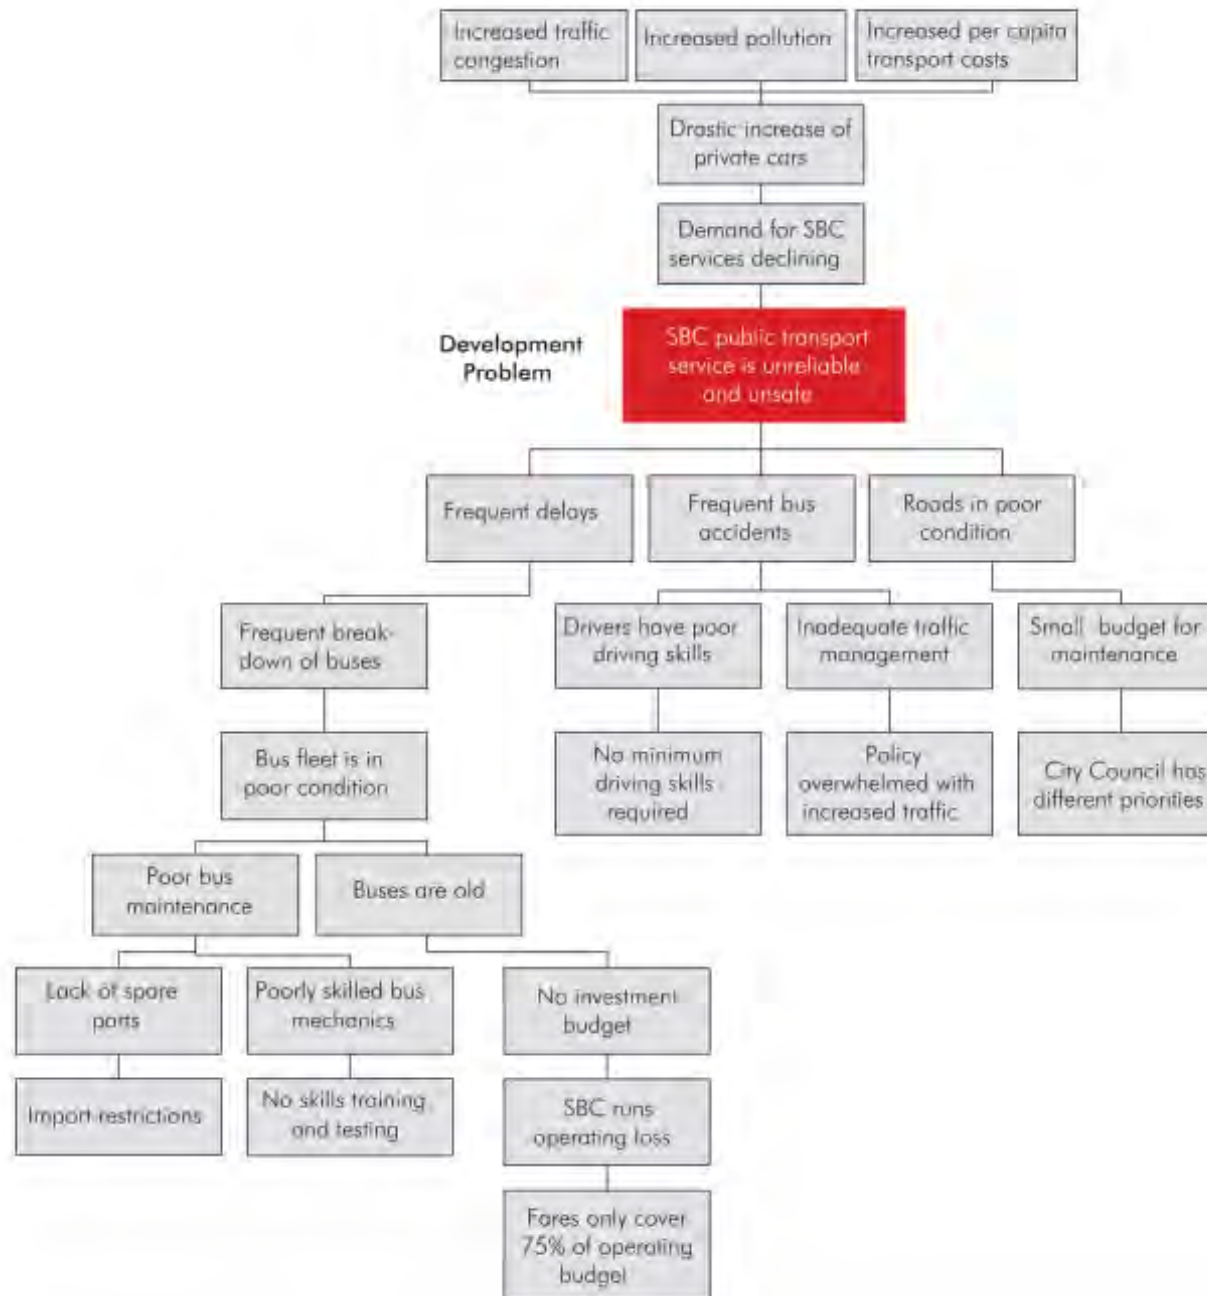 Increased traffic
congestion
Increased pollution
Increased per capita
transport costs
Drastic increase of
private cars
Demand for SBC
services declining
Development
Problem
SBC public transport
service is unreliable
and unsafe
Frequent delays
Frequent bus
accidents
Roads in poor
condition
Frequent break-
down of buses
Drivers have poor
driving skills
Inadequate traffic
management
Small budget for
maintenance
Bus fleet is in
poor condition
No minimum
driving skills
required
Policy
overwhelmed with
increased traffic
City Council has
different priorities
Poor bus
maintenance
Buses are old
Lack of spare
parts
Poorly skilled bus
mechanics
No investment
budget
Import restrictions
No skills training
and testing
SBC runs
operating loss
Fares only cover
75% of operating
budget